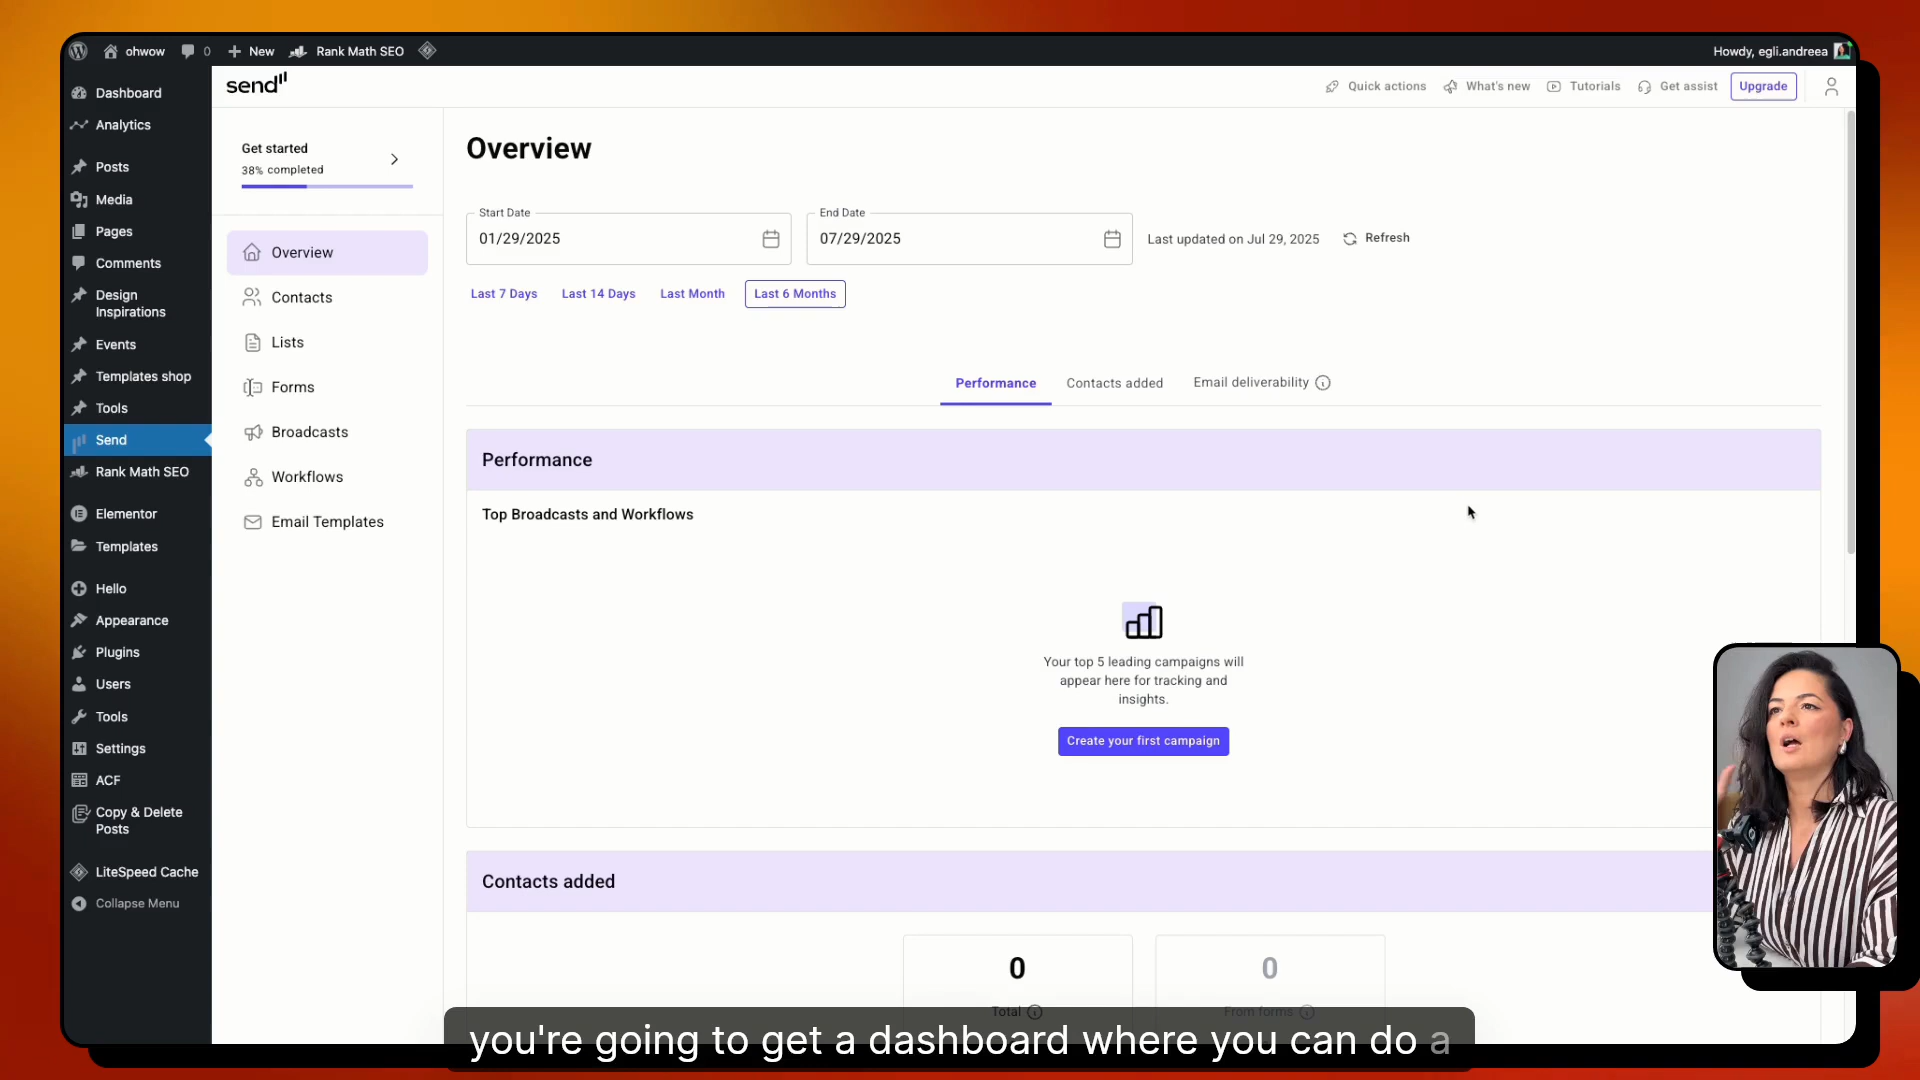 ohwow
0
New
Rank Math SEO
Howdy, egli.andreea
Dashboard
Analytics
Posts
Media
Pages
Comments
Design
Inspirations
Events
Templates shop
Tools
Send
Rank Math SEO
Elementor
Templates
Hello
Appearance
Plugins
Users
Tools
Settings
ACF
Copy & Delete
Posts
LiteSpeed Cache
Collapse Menu
send
Quick actions
What's new
Tutorials
Get assist
Upgrade
Get started
38% completed
Overview
Contacts
Lists
Forms
Broadcasts
Workflows
Email Templates
Overview
Start Date
01/29/2025
End Date
07/29/2025
Last updated on Jul 29, 2025
Refresh
Last 7 Days
Last 14 Days
Last Month
Last 6 Months
Performance
Contacts added
Email deliverability
Performance
Top Broadcasts and Workflows
Your top 5 leading campaigns will
appear here for tracking and
insights.
Create your first campaign
Contacts added
0
Total
0
From forms
you're going to get a dashboard where you can do a